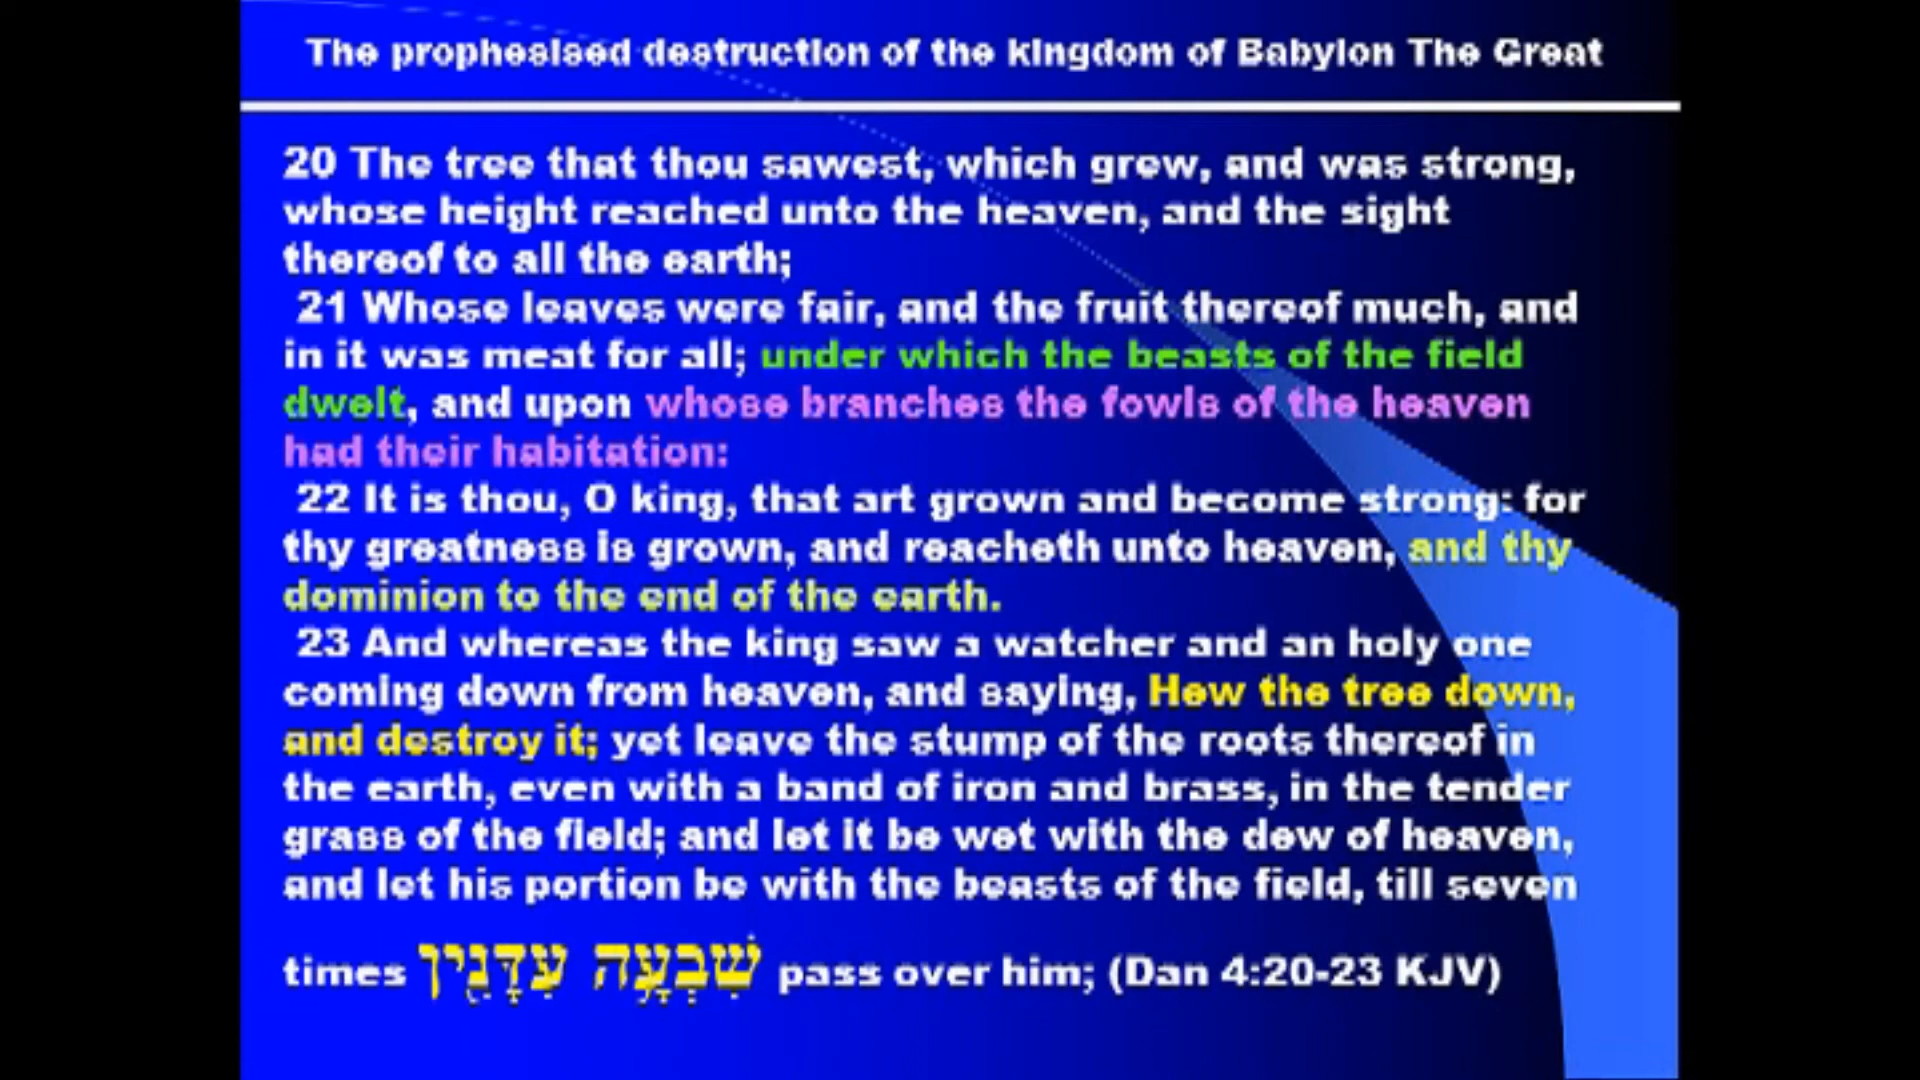 The prophesised destruction of the kingdom of Babylon The Great
20 The tree that thou sawest, which grew, and was strong,
whose height reached unto the heaven, and the sight
thereof to all the earth;
21 Whose leaves were fair, and the fruit thereof much, and
in it was meat for all; under which the beasts of the field
dwelt, and upon whose branches the fowls of the heaven
had their habitation:
22 It is thou, O king, that art grown and become strong: for
thy greatness is grown, and reacheth unto heaven, and thy
dominion to the end of the earth.
23 And whereas the king saw a watcher and an holy one
coming down from heaven, and saying, Hew the tree down,
and destroy it; yet leave the stump of the roots thereof in
the earth, even with a band of iron and brass, in the tender
grass of the field; and let it be wet with the dew of heaven,
and let his portion be with the beasts of the field, till seven
times שִׁבְעָ֥ה עִדָּנִ֖ין pass over him; (Dan 4:20-23 KJV)